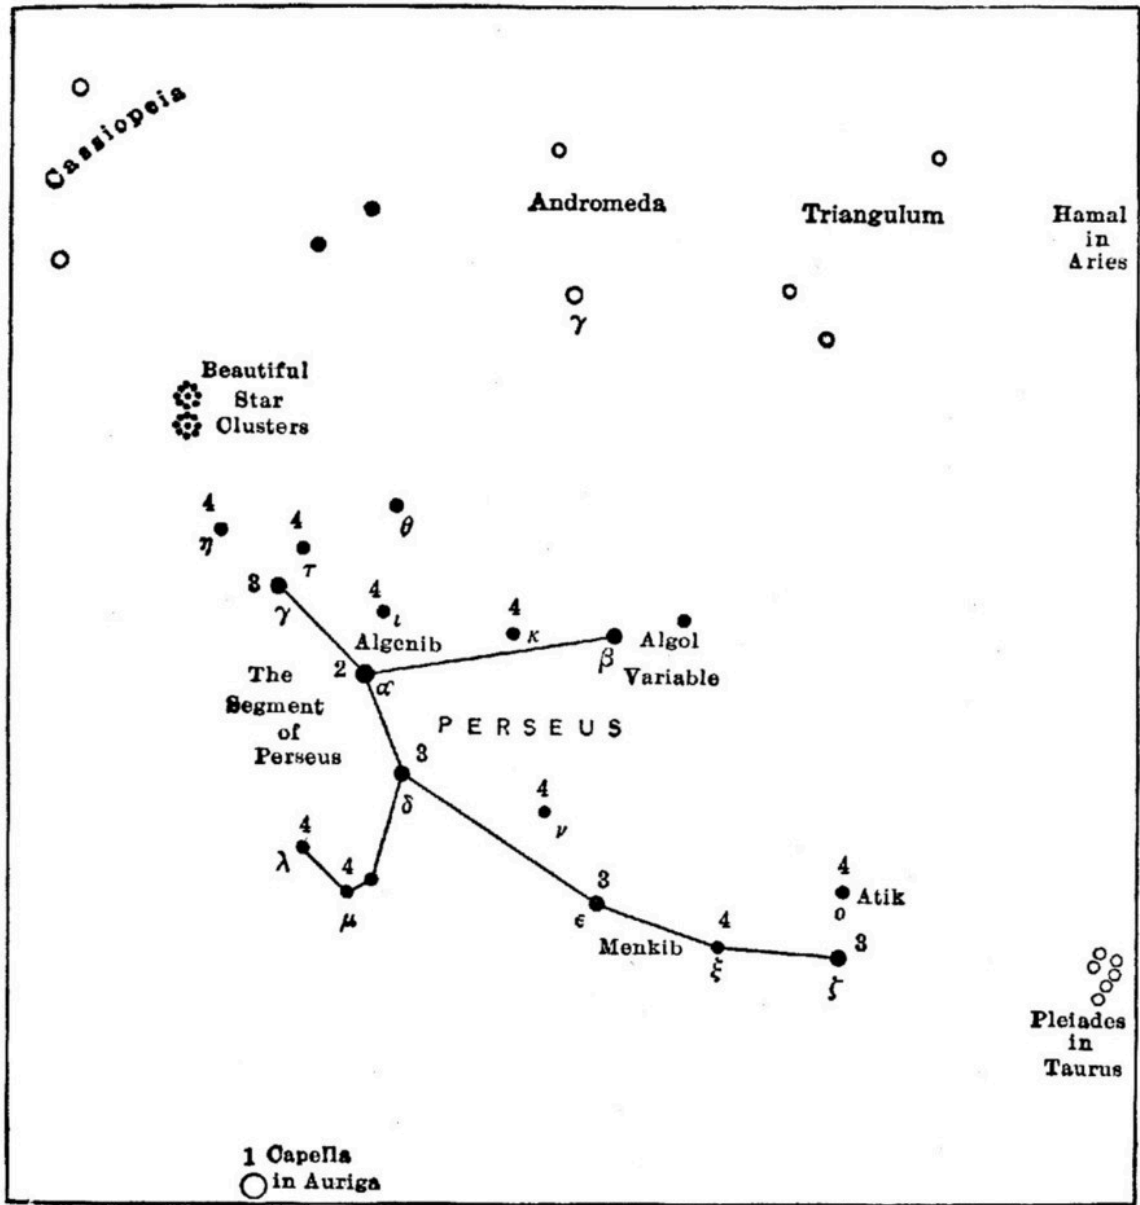 Cassiopeia
Andromeda
Triangulum
Hamal
in
Aries
γ
Beautiful
Star
Clusters
4
η
4
τ
θ
3
γ
4
ι
4
κ
Algenib
2
α
β
Algol
Variable
The
Segment
of
Perseus
PERSEUS
3
δ
4
ν
4
λ
4
μ
3
ε
Menkib
4
ξ
4
ο
Atik
3
ζ
Pleiades
in
Taurus
1 Capella
in Auriga